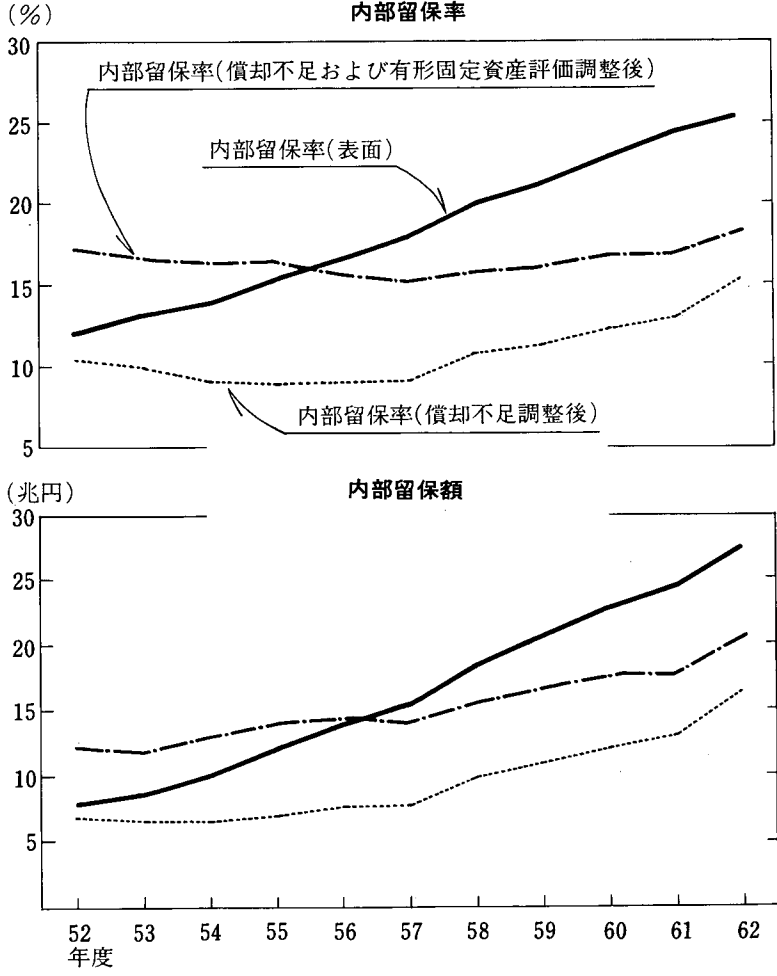 内部留保率
(%)
30
内部留保率(償却不足および有形固定資産評価調整後)
25
内部留保率(表面)
20
15
10
内部留保率(償却不足調整後)
5
内部留保額
(兆円)
30
25
20
15
10
5
52 53 54 55 56 57 58 59 60 61 62
年度